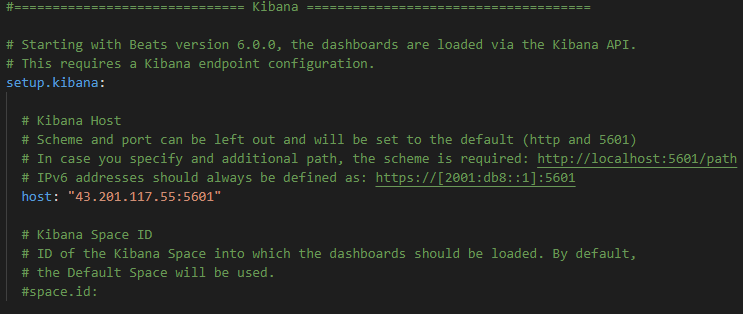 #============================== Kibana =====================================
# Starting with Beats version 6.0.0, the dashboards are loaded via the Kibana API.
# This requires a Kibana endpoint configuration.
setup.kibana:
# Kibana Host
# Scheme and port can be left out and will be set to the default (http and 5601)
# In case you specify and additional path, the scheme is required: http://localhost:5601/path
# IPv6 addresses should always be defined as: https://[2001:db8::1]:5601
host: "43.201.117.55:5601"
# Kibana Space ID
# ID of the Kibana Space into which the dashboards should be loaded. By default,
# the Default Space will be used.
#space.id: